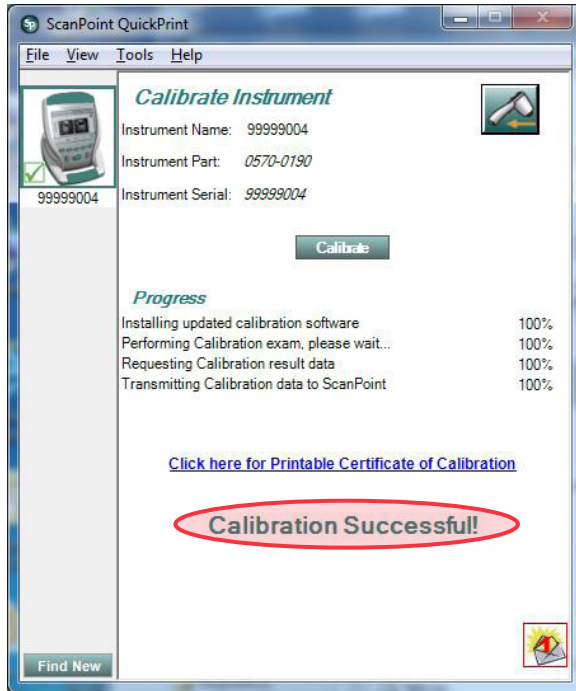 ScanPoint QuickPrint
File View Tools Help
Calibrate Instrument
Instrument Name: 99999004
Instrument Part: 0570-0190
Instrument Serial: 99999004
99999004
Calibrate
Progress
Installing updated calibration software 100%
Performing Calibration exam, please wait... 100%
Requesting Calibration result data 100%
Transmitting Calibration data to ScanPoint 100%
Click here for Printable Certificate of Calibration
Calibration Successful!
Find New